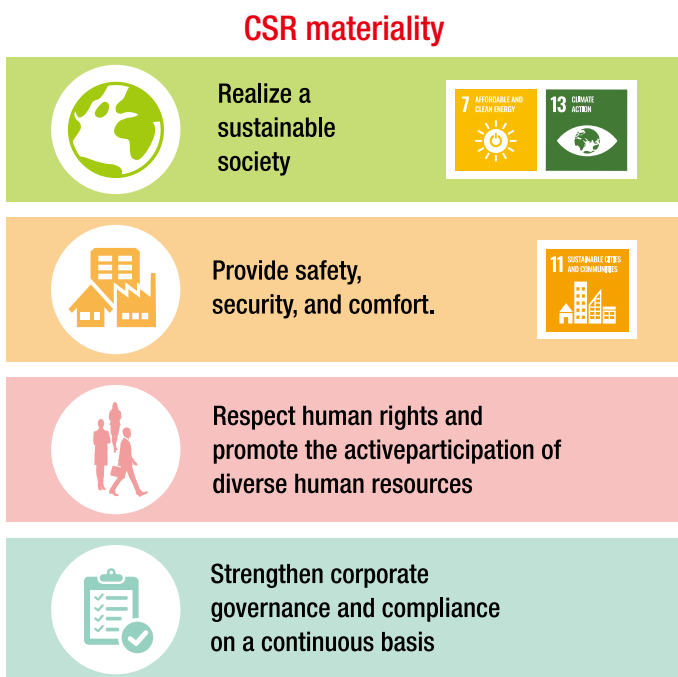 CSR materiality
Realize a
sustainable
society
7 AFFORDABLE AND
CLEAN ENERGY
13 CLIMATE
ACTION
Provide safety,
security, and comfort.
11 SUSTAINABLE CITIES
AND COMMUNITIES
Respect human rights and
promote the activeparticipation of
diverse human resources
Strengthen corporate
governance and compliance
on a continuous basis